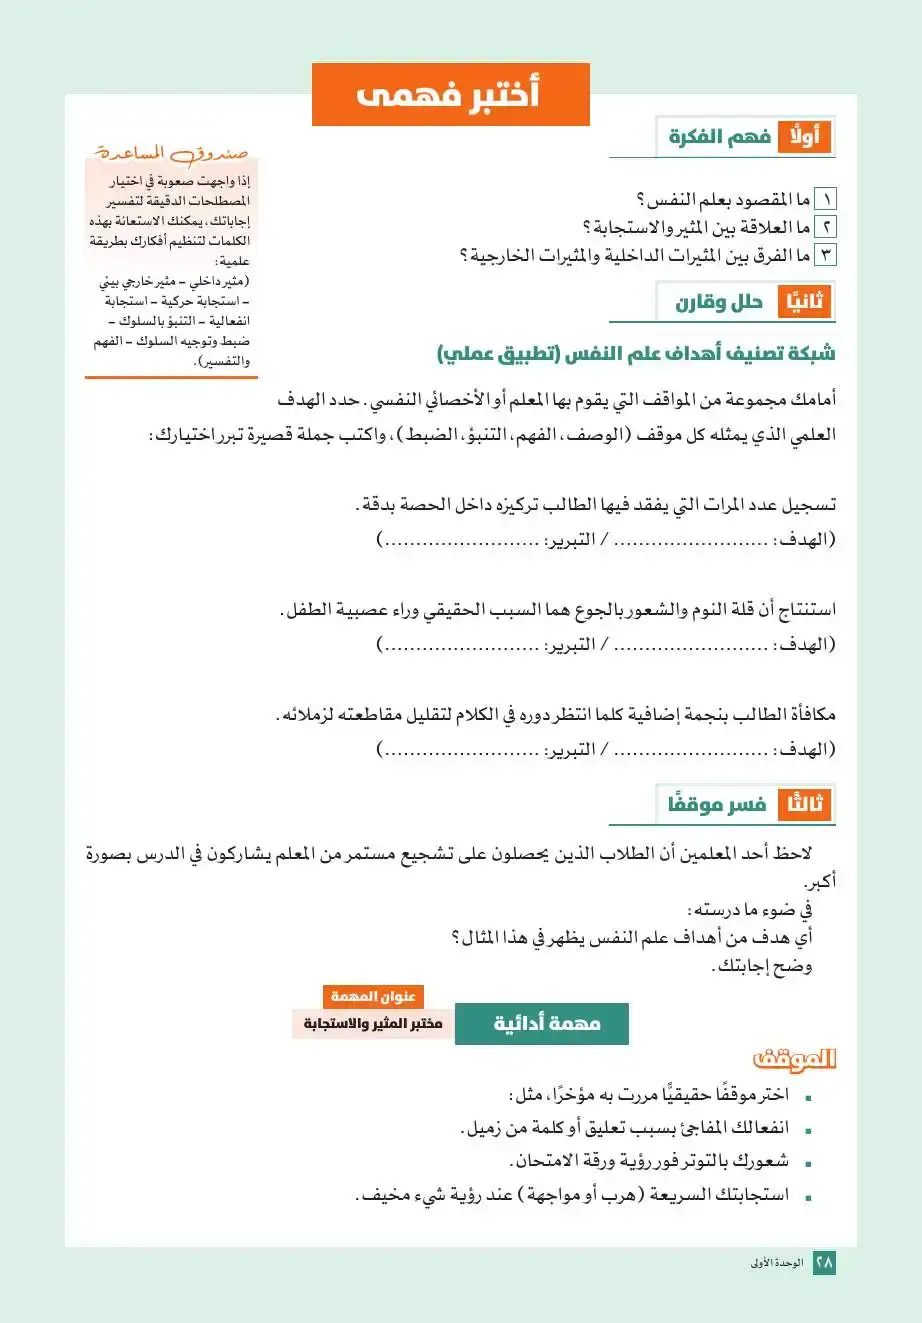 أختبر فهمى
أولًا فهم الفكرة
١ ما المقصود بعلم النفس؟
٢ ما العلاقة بين المثير والاستجابة؟
٣ ما الفرق بين المثيرات الداخلية والمثيرات الخارجية؟
صندوق المساعدة
إذا واجهت صعوبة في اختيار
المصطلحات الدقيقة لتفسير
إجاباتك، يمكنك الاستعانة بهذه
الكلمات لتنظيم أفكارك بطريقة
علمية:
(مثير داخلي – مثير خارجي بيئي
– استجابة حركية – استجابة
انفعالية – التنبؤ بالسلوك –
ضبط وتوجيه السلوك – الفهم
والتفسير).
ثانيًا حلل وقارن
شبكة تصنيف أهداف علم النفس (تطبيق عملي)
أمامك مجموعة من المواقف التي يقوم بها المعلم أو الأخصائي النفسي. حدد الهدف
العلمي الذي يمثله كل موقف (الوصف، الفهم، التنبؤ، الضبط)، واكتب جملة قصيرة تبرر اختيارك:
تسجيل عدد المرات التي يفقد فيها الطالب تركيزه داخل الحصة بدقة.
(الهدف: ......................... / التبرير: .........................)
استنتاج أن قلة النوم والشعور بالجوع هما السبب الحقيقي وراء عصبية الطفل.
(الهدف: ......................... / التبرير: .........................)
مكافأة الطالب بنجمة إضافية كلما انتظر دوره في الكلام لتقليل مقاطعته لزملائه.
(الهدف: ......................... / التبرير: .........................)
ثالثًا فسر موقفًا
لاحظ أحد المعلمين أن الطلاب الذين يحصلون على تشجيع مستمر من المعلم يشاركون في الدرس بصورة
أكبر.
في ضوء ما درسته:
أي هدف من أهداف علم النفس يظهر في هذا المثال؟
وضح إجابتك.
مهمة أدائية
عنوان المهمة
مختبر المثير والاستجابة
الموقف
▪ اختر موقفًا حقيقيًّا مررت به مؤخرًا، مثل:
▪ انفعالك المفاجئ بسبب تعليق أو كلمة من زميل.
▪ شعورك بالتوتر فور رؤية ورقة الامتحان.
▪ استجابتك السريعة (هرب أو مواجهة) عند رؤية شيء مخيف.
٢٨ الوحدة الأولى